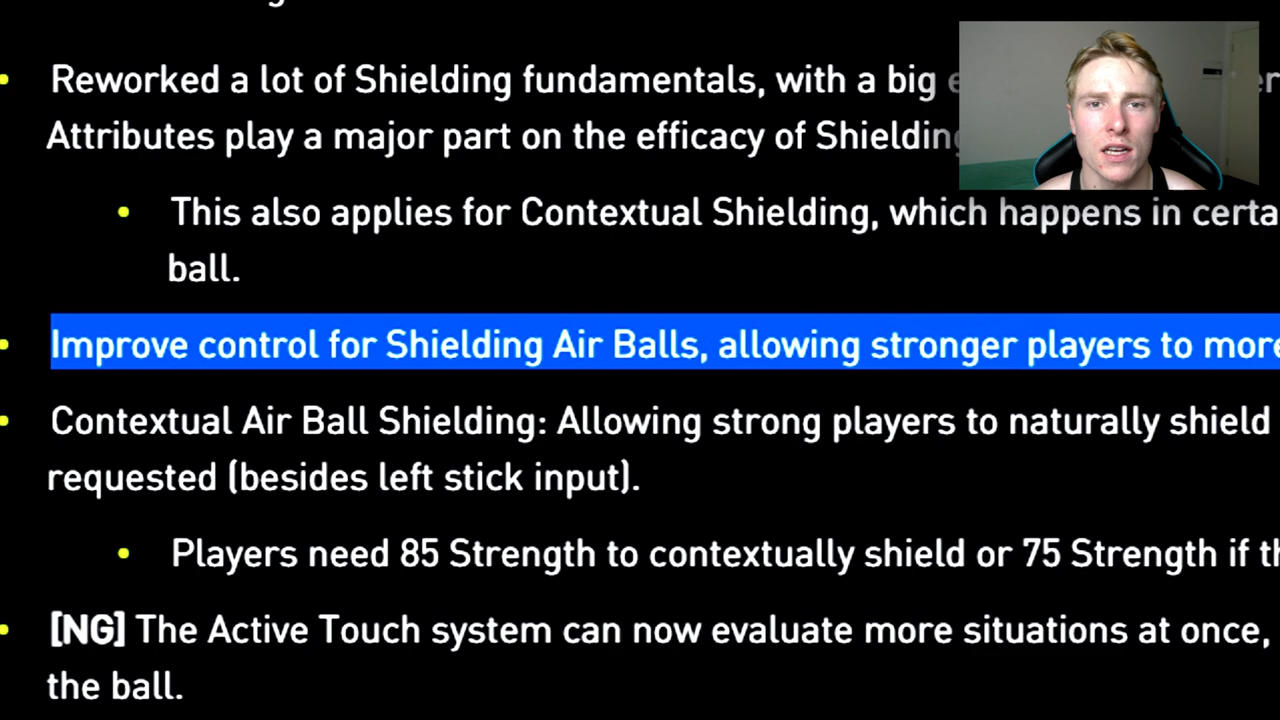 Reworked a lot of Shielding fundamentals, with a big
Attributes play a major part on the efficacy of Shielding
This also applies for Contextual Shielding, which happens in
ball.
Improve control for Shielding Air Balls, allowing stronger players to more
Contextual Air Ball Shielding: Allowing strong players to naturally shield
requested (besides left stick input).
Players need 85 Strength to contextually shield or 75 Strength if
[NG] The Active Touch system can now evaluate more situations at once,
the ball.